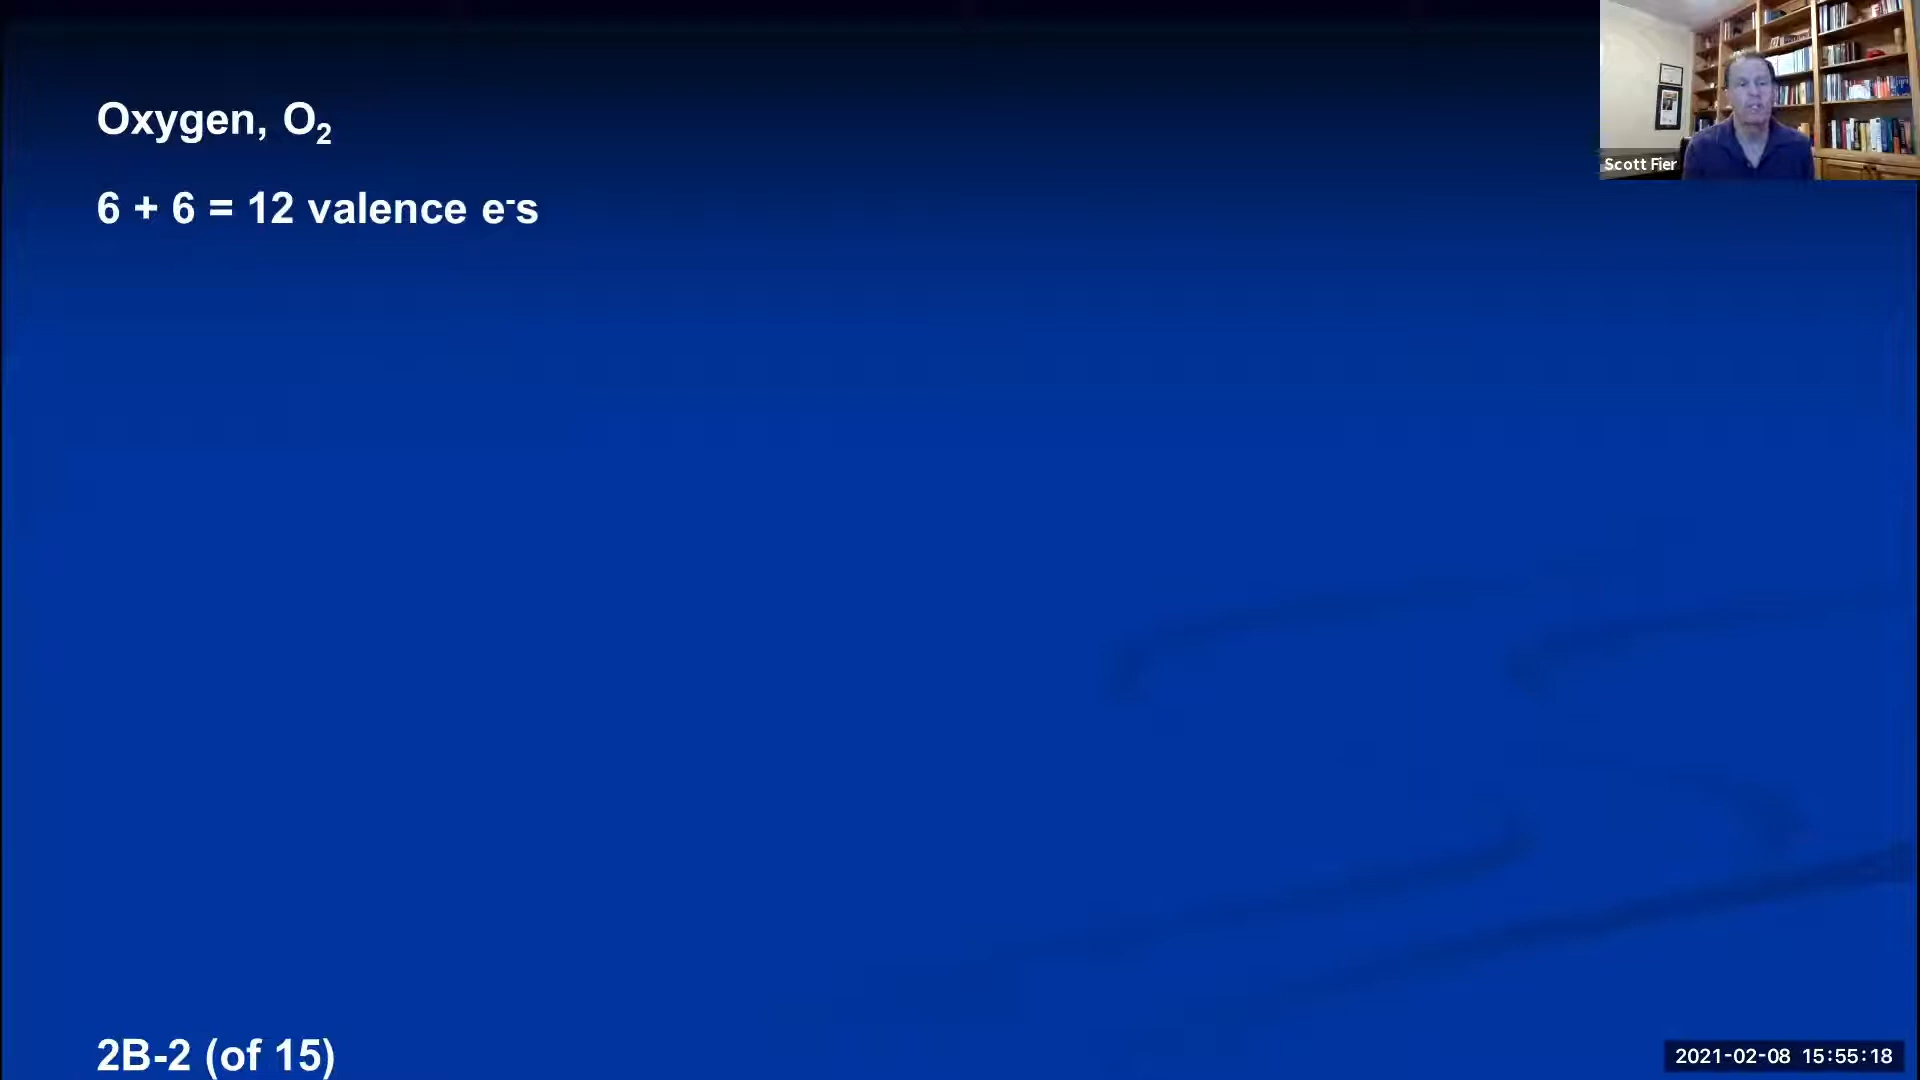 Oxygen, O₂
6 + 6 = 12 valence e⁻s
Scott Fier
2B-2 (of 15)
2021-02-08 15:55:18